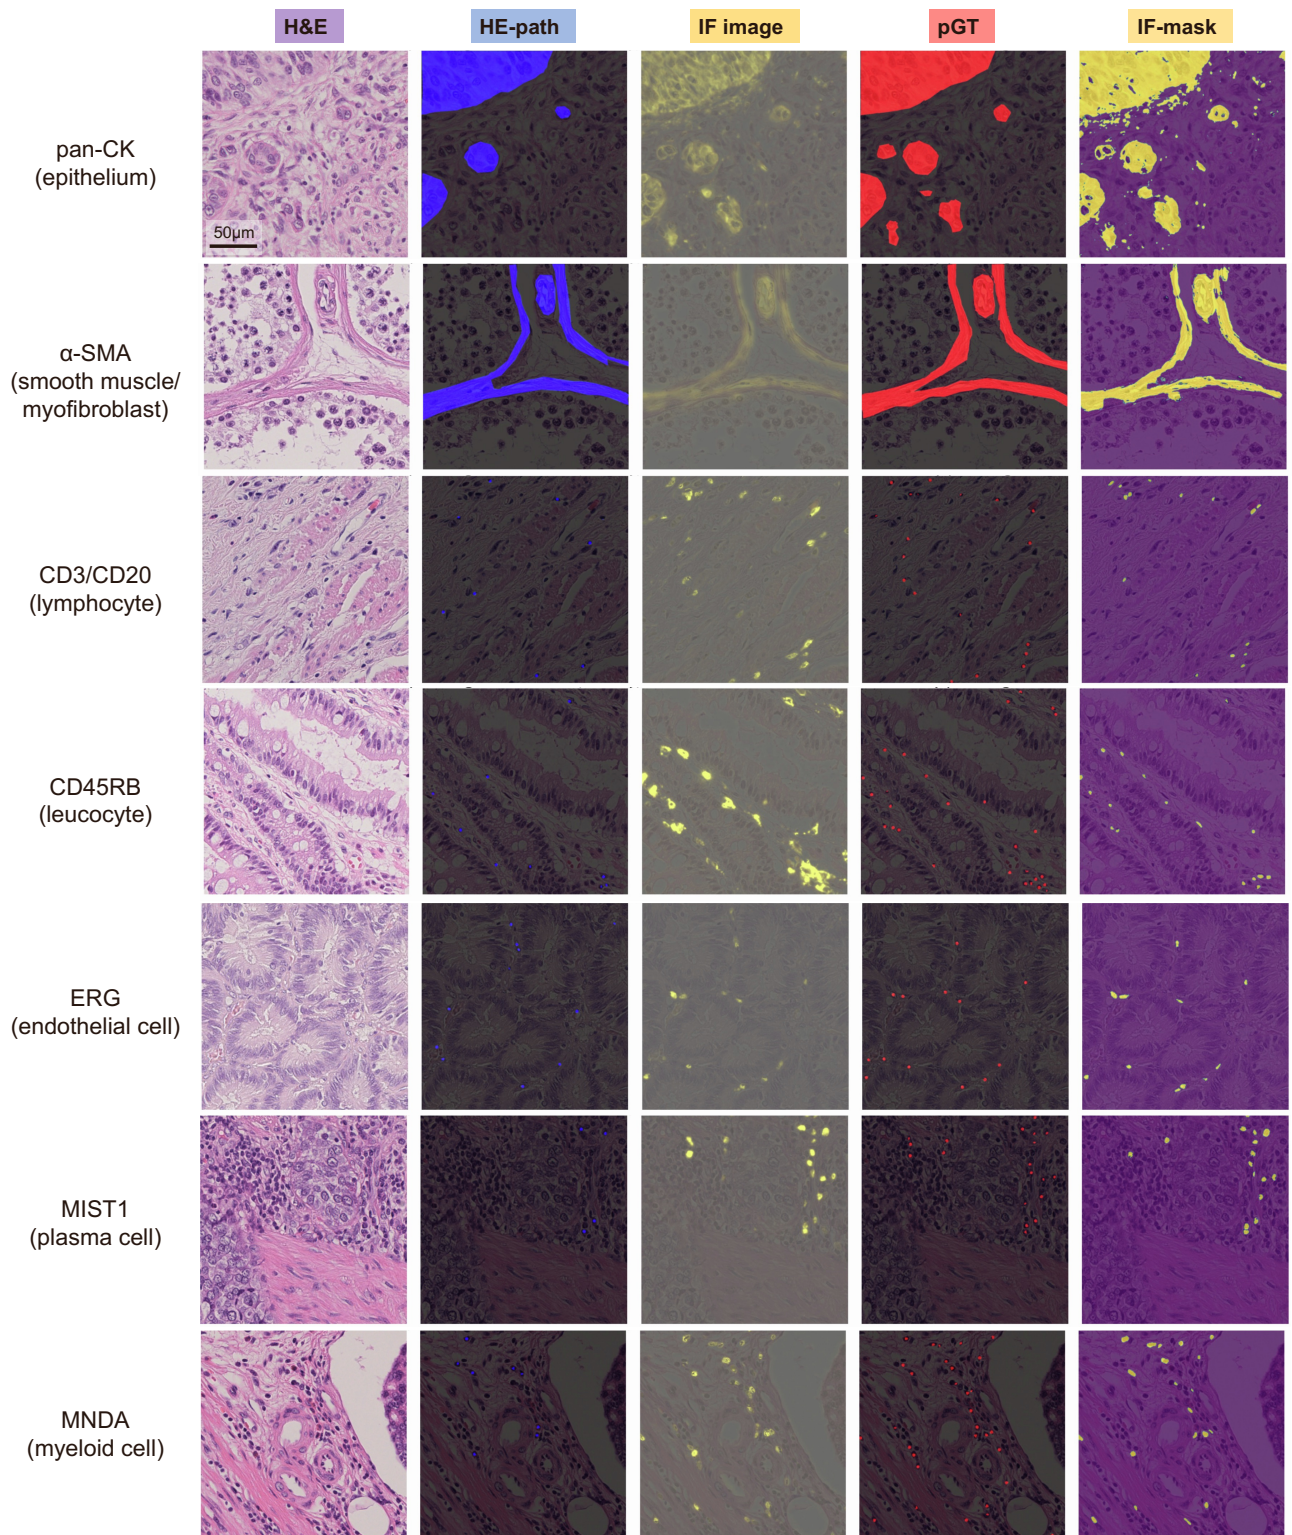 H&E
HE-path
IF image
pGT
IF-mask
pan-CK
(epithelium)
50μm
α-SMA
(smooth muscle/
myofibroblast)
CD3/CD20
(lymphocyte)
CD45RB
(leucocyte)
ERG
(endothelial cell)
MIST1
(plasma cell)
MNDA
(myeloid cell)